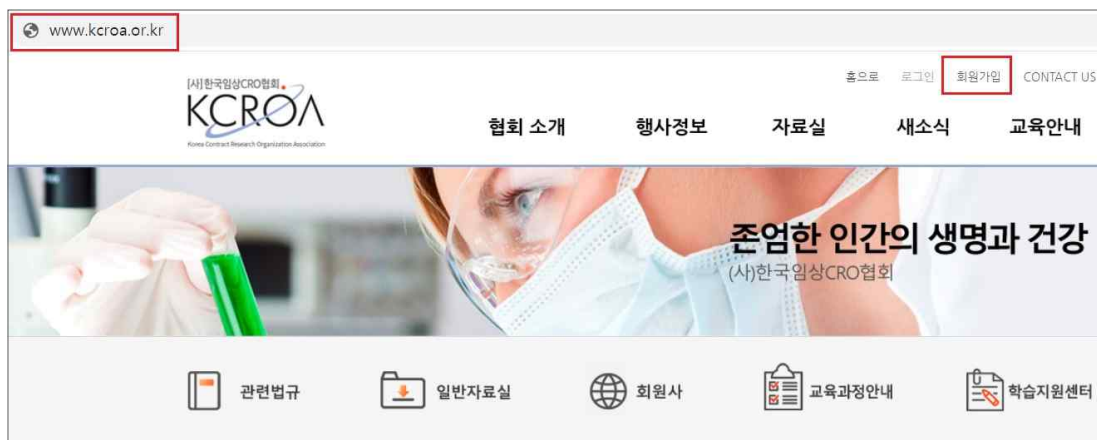 www.kcroa.or.kr
홈으로 로그인 회원가입 CONTACT US
[사]한국임상CRO협회
KCROA
Korea Contract Research Organization Association
협회 소개 행사정보 자료실 새소식 교육안내
존엄한 인간의 생명과 건강
(사)한국임상CRO협회
관련법규 일반자료실 회원사 교육과정안내 학습지원센터